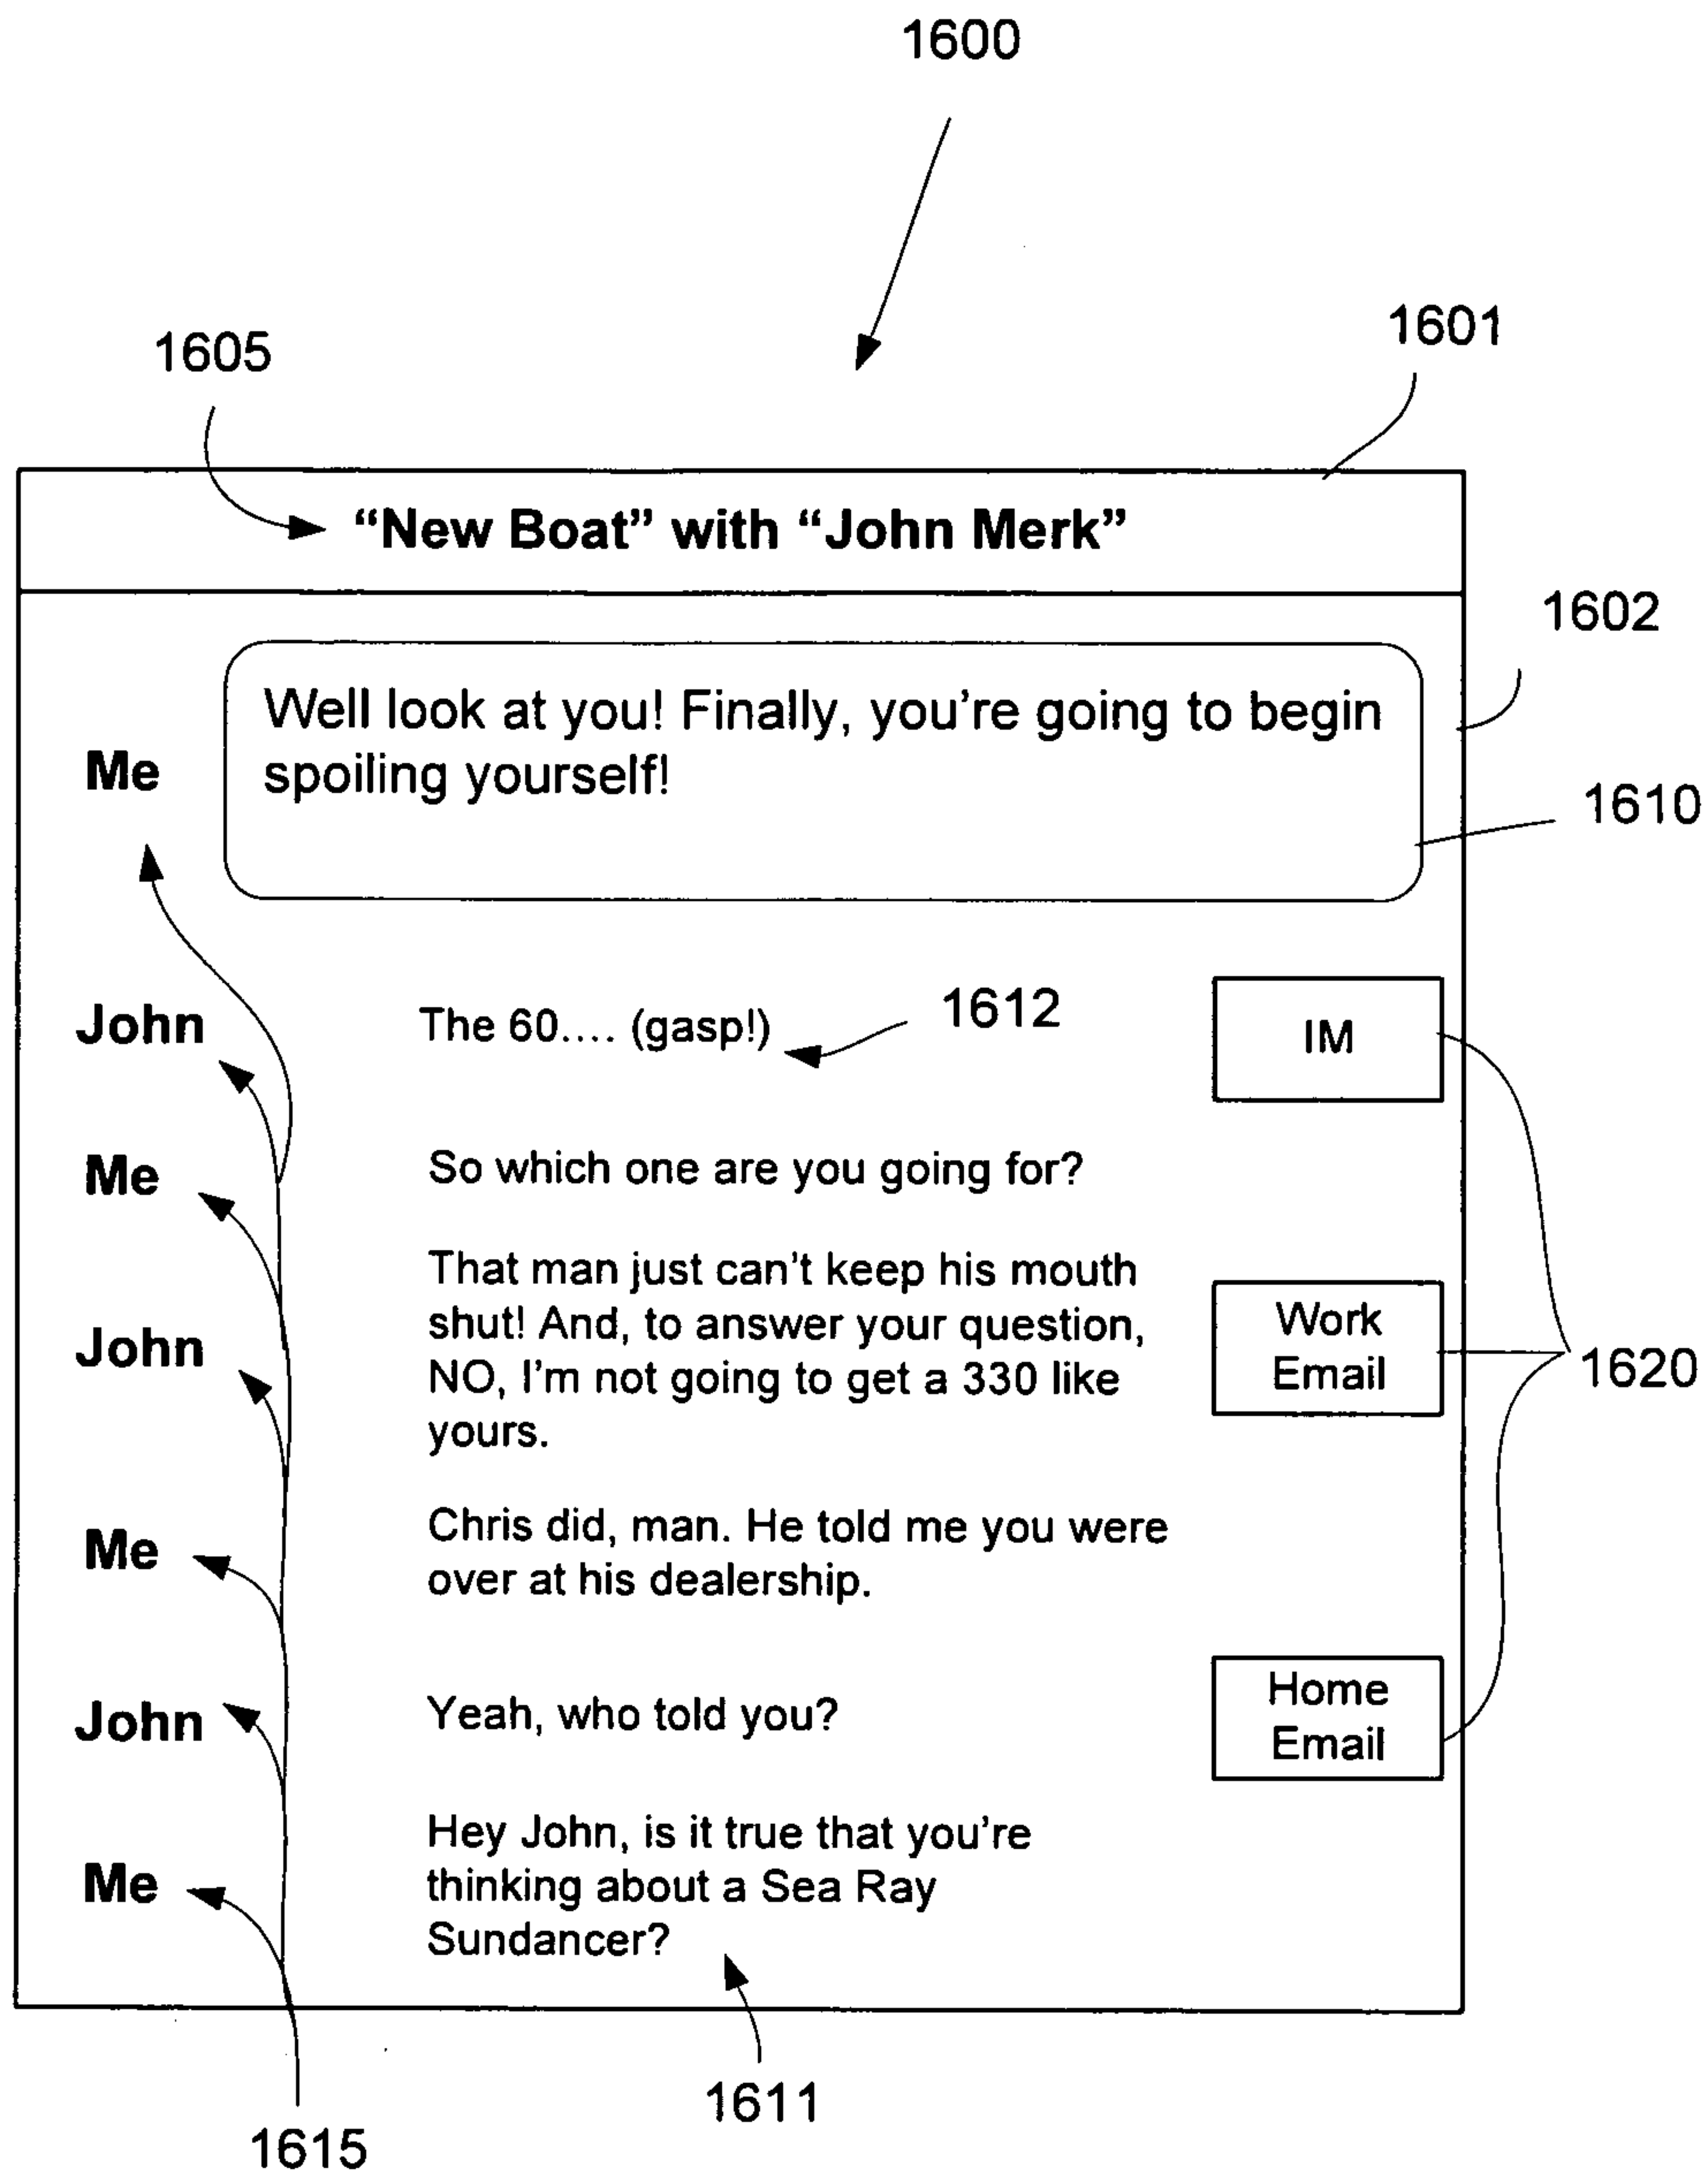 1600
1601
1605
“New Boat” with “John Merk”
1602
Well look at you! Finally, you’re going to begin
spoiling yourself!
Me
1610
John
The 60.... (gasp!)
1612
IM
Me
So which one are you going for?
John
That man just can’t keep his mouth
shut! And, to answer your question,
NO, I’m not going to get a 330 like
yours.
Work
Email
1620
Me
Chris did, man. He told me you were
over at his dealership.
John
Yeah, who told you?
Home
Email
Me
Hey John, is it true that you’re
thinking about a Sea Ray
Sundancer?
1611
1615